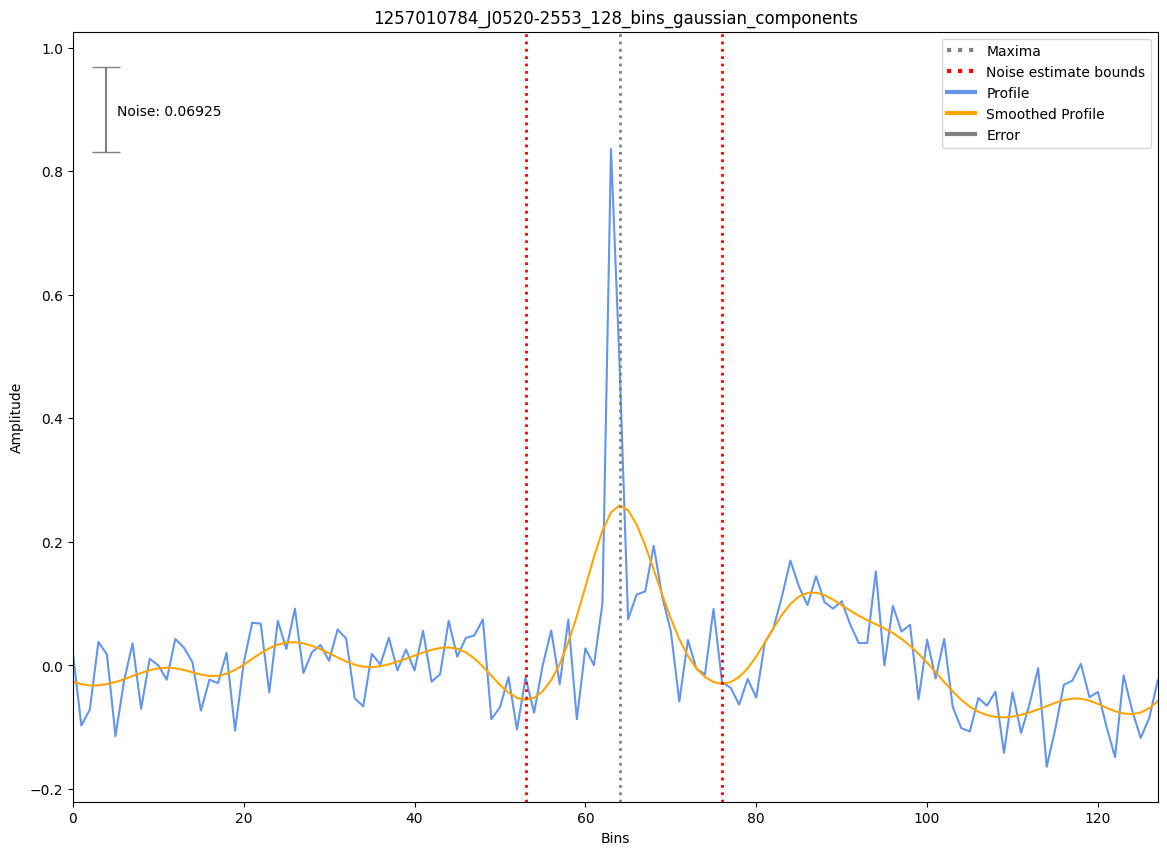 1257010784_J0520-2553_128_bins_gaussian_components
Maxima
Noise estimate bounds
Profile
Smoothed Profile
Error
Noise: 0.06925
1.0
0.8
0.6
0.4
0.2
0.0
−0.2
Amplitude
0 20 40 60 80 100 120
Bins